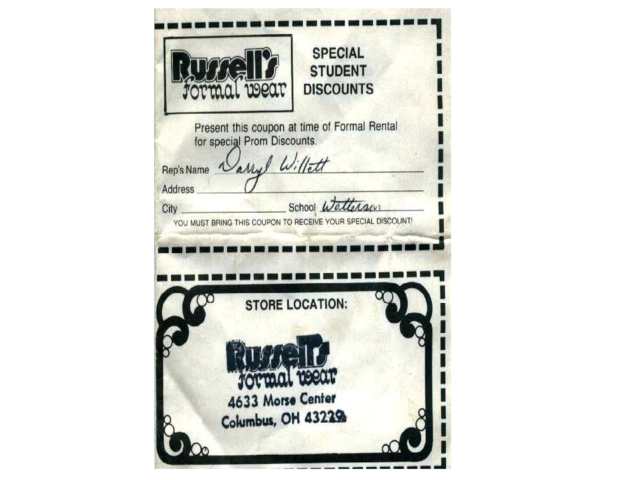 Russell's
formal wear
SPECIAL
STUDENT
DISCOUNTS
Present this coupon at time of Formal Rental
for special Prom Discounts.
Rep's Name Darryl Willett
Address
City School Watterson
YOU MUST BRING THIS COUPON TO RECEIVE YOUR SPECIAL DISCOUNT!
STORE LOCATION:
Russell's
formal wear
4633 Morse Center
Columbus, OH 43229